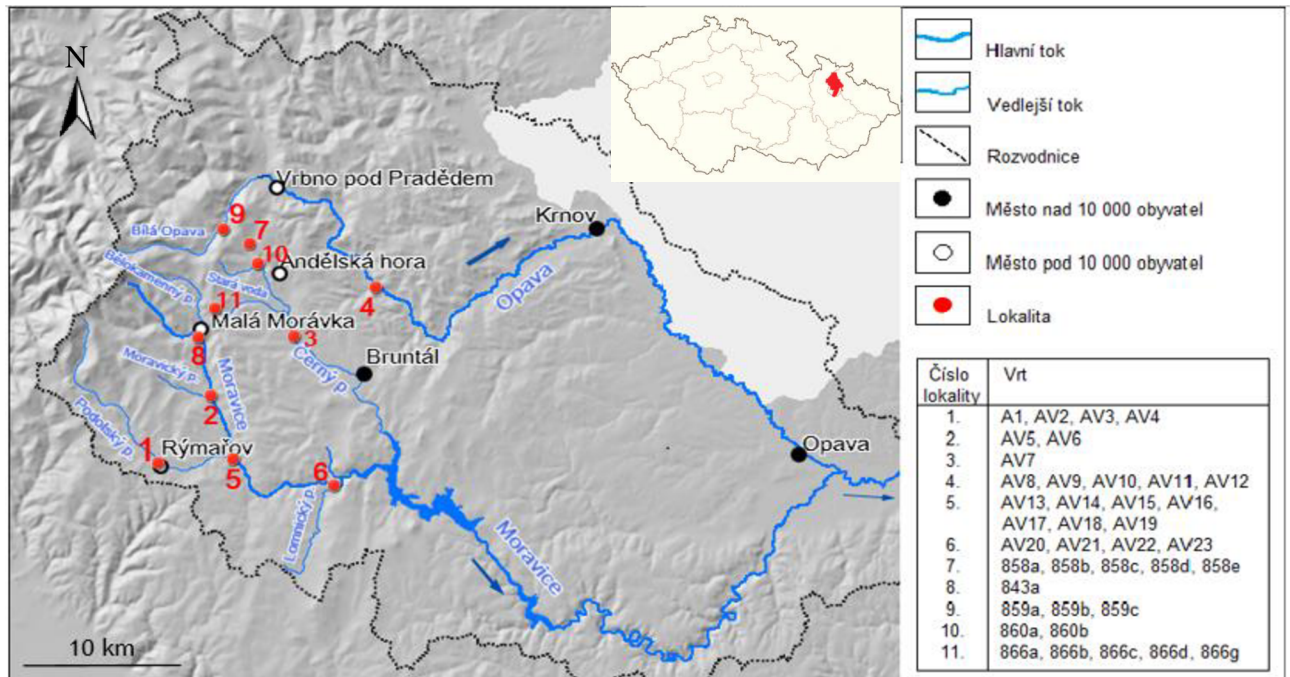 N
Vrbno pod Pradědem
9
7
Bílá Opava
10
Andělská hora
Bělokamenný p.
Stará voda
11
4
Krnov
Opava
Malá Morávka
8
3
Černý p.
Bruntál
Moravický p.
2
Moravice
Podolský p.
1
Rýmařov
5
6
Lomnický p.
Moravice
Opava
10 km
Hlavní tok
Vedlejší tok
Rozvodnice
Město nad 10 000 obyvatel
Město pod 10 000 obyvatel
Lokalita
Číslo lokality Vrt
1. A1, AV2, AV3, AV4
2. AV5, AV6
3. AV7
4. AV8, AV9, AV10, AV11, AV12
5. AV13, AV14, AV15, AV16,
AV17, AV18, AV19
6. AV20, AV21, AV22, AV23
7. 858a, 858b, 858c, 858d, 858e
8. 843a
9. 859a, 859b, 859c
10. 860a, 860b
11. 866a, 866b, 866c, 866d, 866g